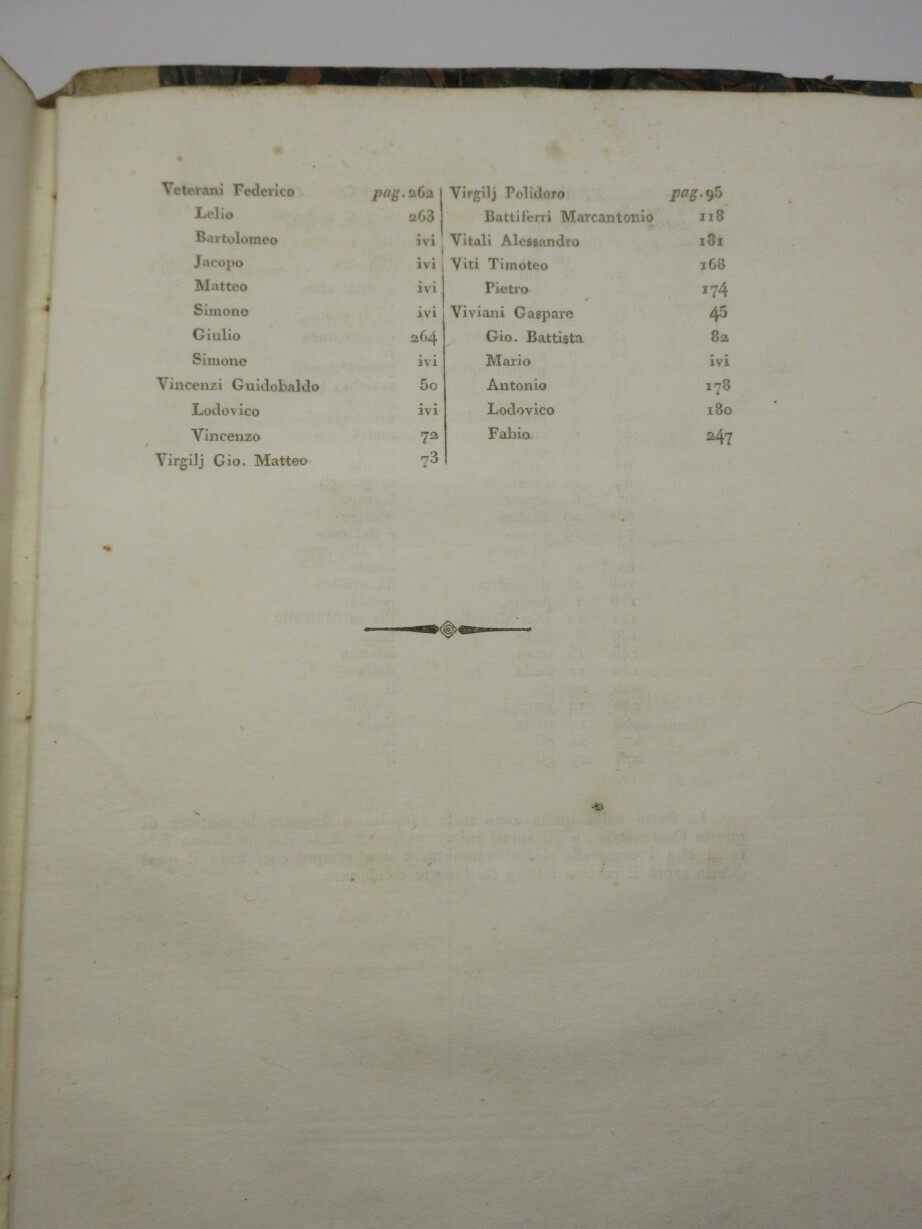 Veterani Federico pag. 262
Lelio 263
Bartolomeo ivi
Jacopo ivi
Matteo ivi
Simone ivi
Giulio 264
Simone ivi
Vincenzi Guidobaldo 50
Lodovico ivi
Vincenzo 72
Virgilj Gio. Matteo 73
Virgilj Polidoro pag. 95
Battiferri Marcantonio 118
Vitali Alessandro 181
Viti Timoteo 168
Pietro 174
Viviani Gaspare 45
Gio. Battista 82
Mario ivi
Antonio 178
Lodovico 180
Fabio 247